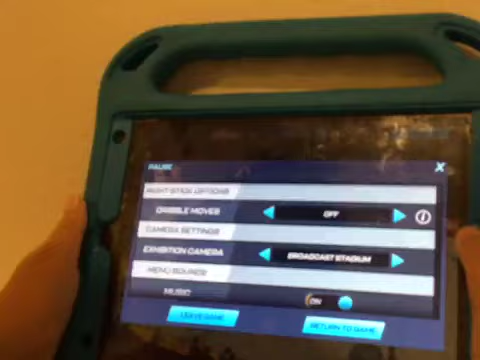 PAUSE X
RIGHT-STICK OPTIONS
DRIBBLE MOVES OFF i
CAMERA SETTINGS
EXHIBITION CAMERA BROADCAST STADIUM
MENU SOUNDS
MUSIC ON
LEAVE GAME RETURN TO GAME